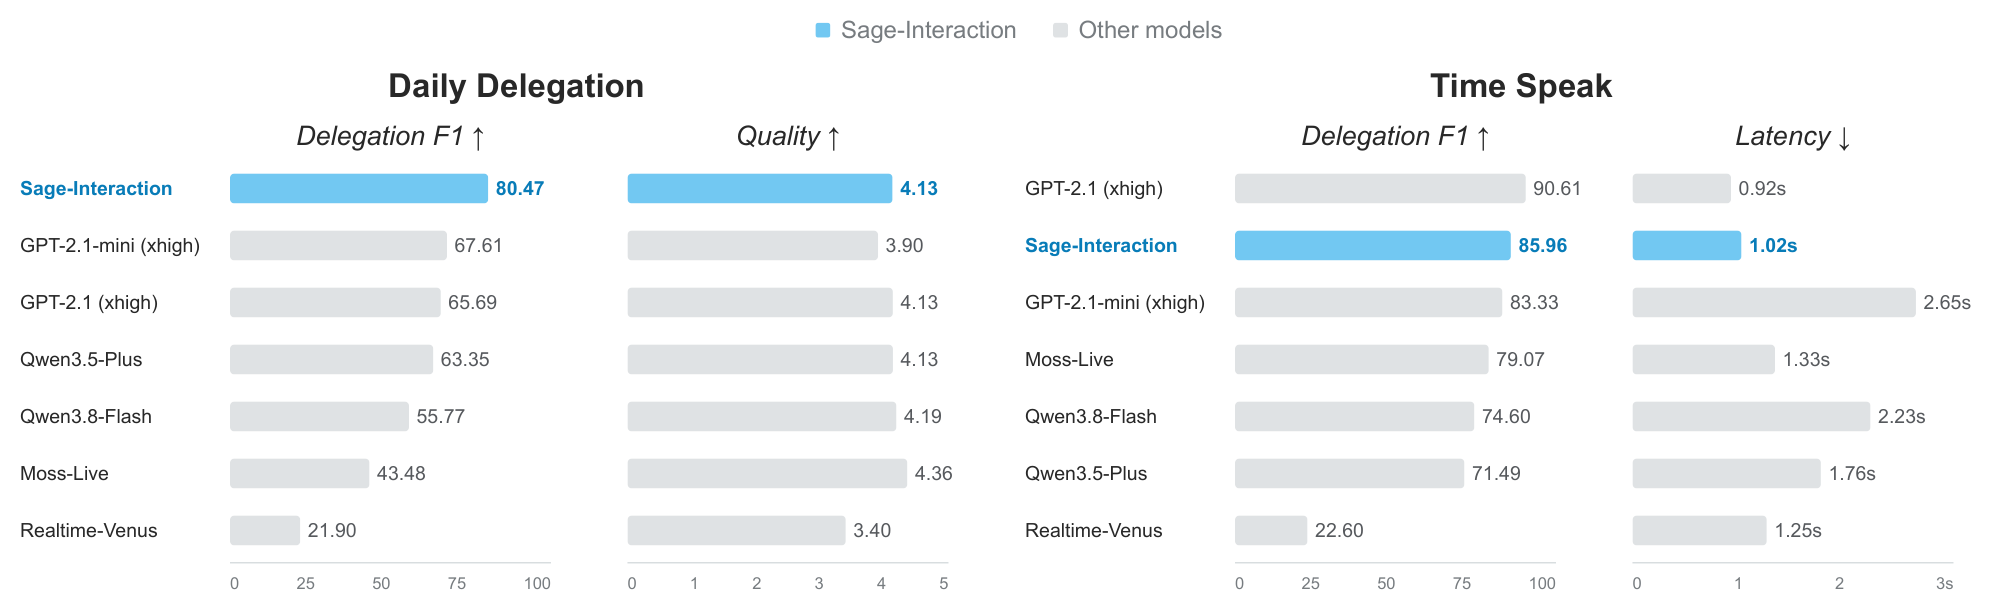 Sage-Interaction Other models
Daily Delegation
Delegation F1 ↑ Quality ↑
Sage-Interaction 80.47 4.13
GPT-2.1-mini (xhigh) 67.61 3.90
GPT-2.1 (xhigh) 65.69 4.13
Qwen3.5-Plus 63.35 4.13
Qwen3.8-Flash 55.77 4.19
Moss-Live 43.48 4.36
Realtime-Venus 21.90 3.40
0 25 50 75 100 0 1 2 3 4 5
Time Speak
Delegation F1 ↑ Latency ↓
GPT-2.1 (xhigh) 90.61 0.92s
Sage-Interaction 85.96 1.02s
GPT-2.1-mini (xhigh) 83.33 2.65s
Moss-Live 79.07 1.33s
Qwen3.8-Flash 74.60 2.23s
Qwen3.5-Plus 71.49 1.76s
Realtime-Venus 22.60 1.25s
0 25 50 75 100 0 1 2 3s